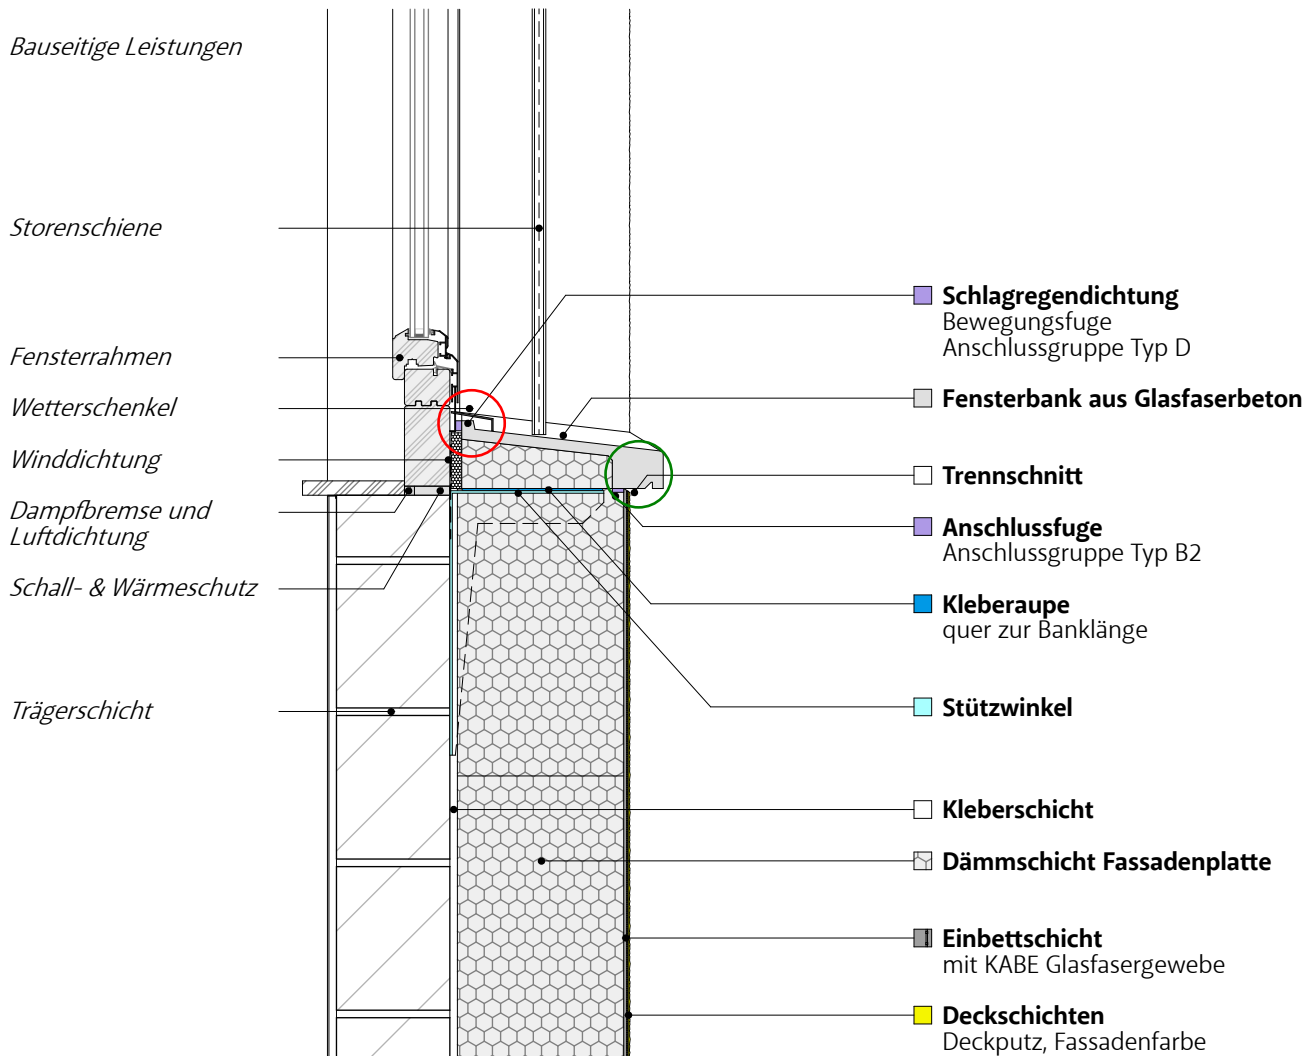 Bauseitige Leistungen
Storenschiene
Fensterrahmen
Wetterschenkel
Winddichtung
Dampfbremse und
Luftdichtung
Schall- & Wärmeschutz
Trägerschicht
Schlagregendichtung
Bewegungsfuge
Anschlussgruppe Typ D
Fensterbank aus Glasfaserbeton
Trennschnitt
Anschlussfuge
Anschlussgruppe Typ B2
Kleberaupe
quer zur Banklänge
Stützwinkel
Kleberschicht
Dämmschicht Fassadenplatte
Einbettschicht
mit KABE Glasfasergewebe
Deckschichten
Deckputz, Fassadenfarbe